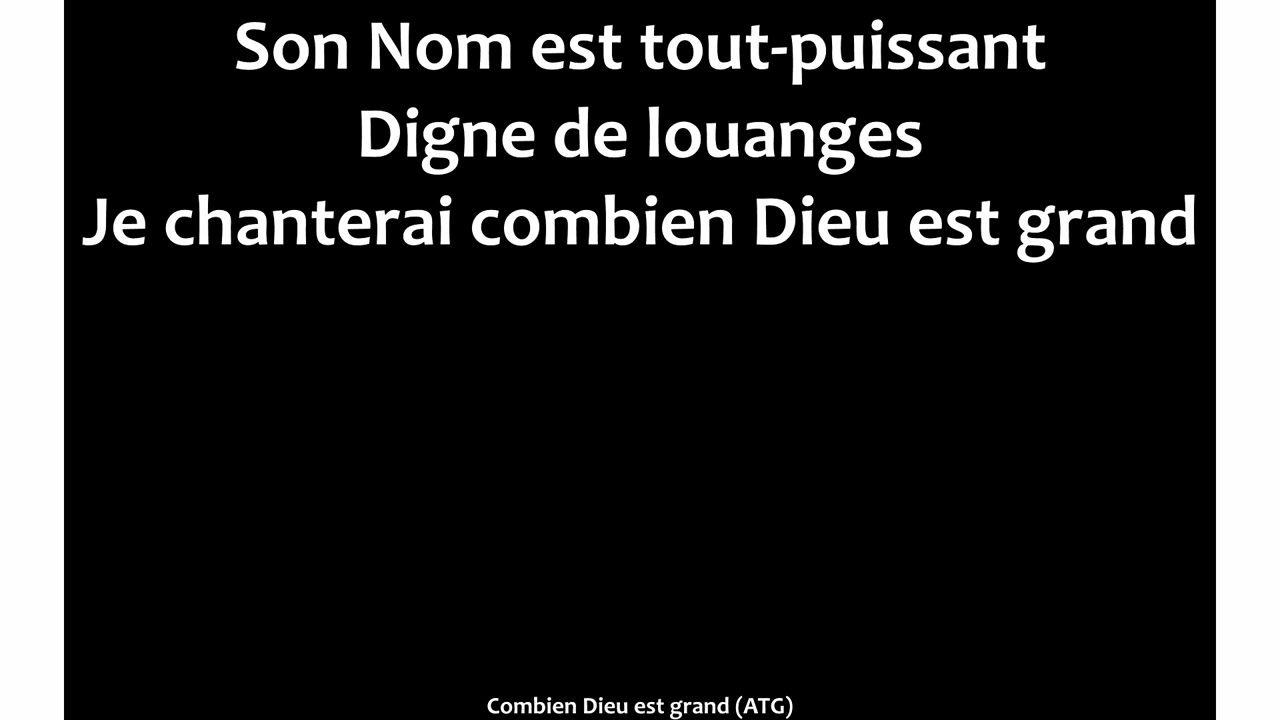 Son Nom est tout-puissant
Digne de louanges
Je chanterai combien Dieu est grand
Combien Dieu est grand (ATG)